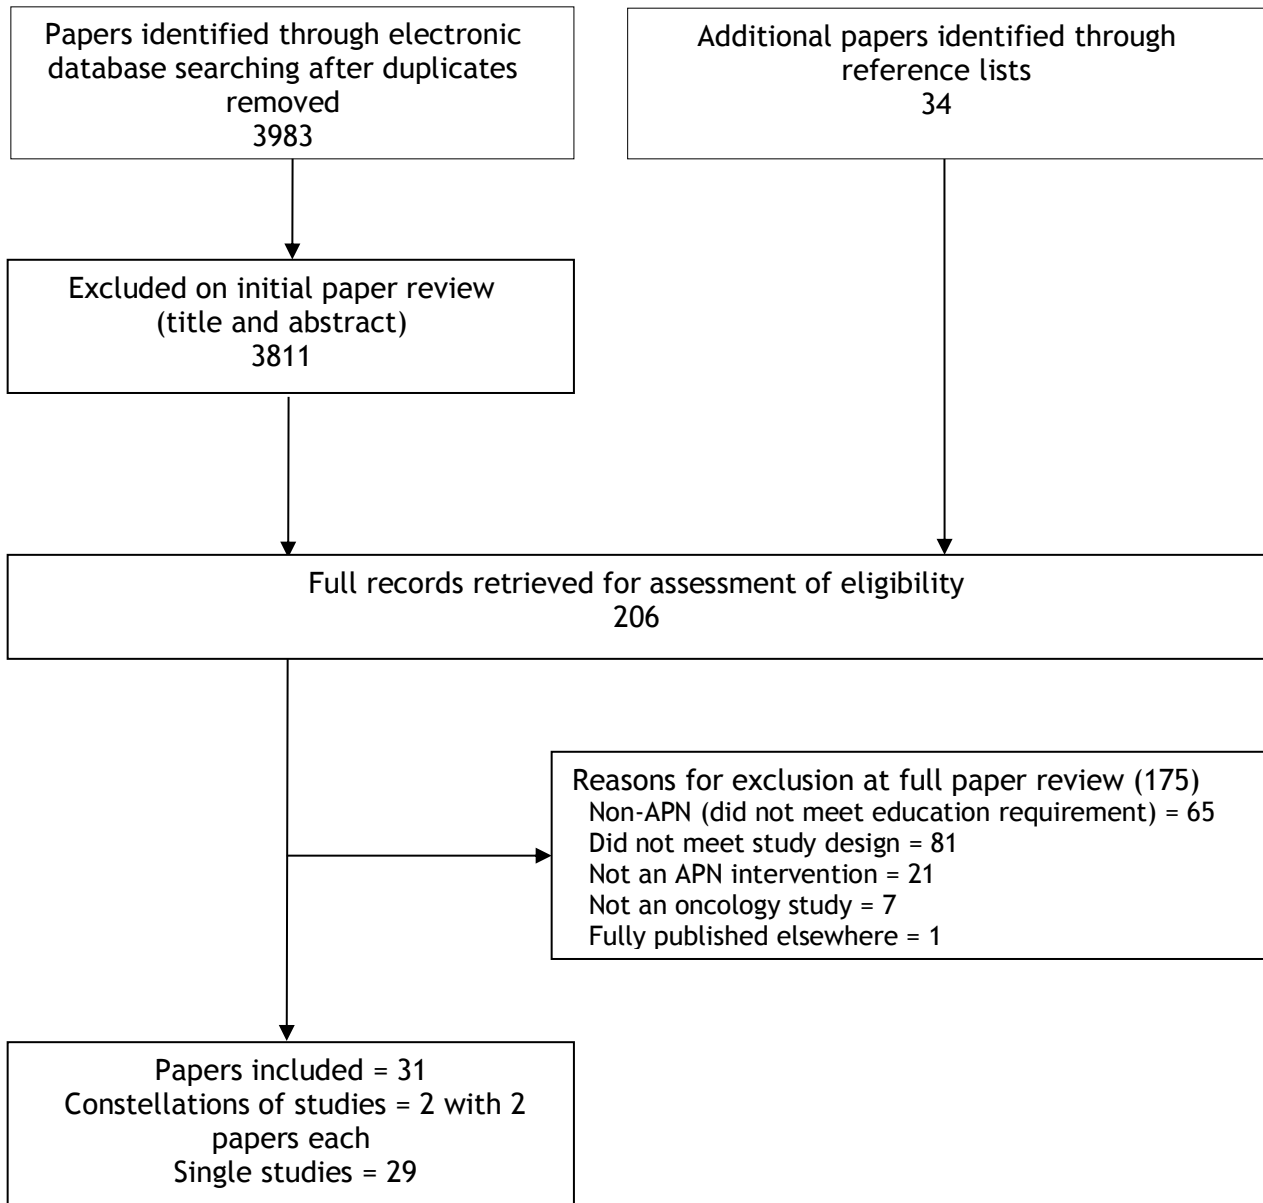 Papers identified through electronic
database searching after duplicates
removed
3983
Additional papers identified through
reference lists
34
Excluded on initial paper review
(title and abstract)
3811
Full records retrieved for assessment of eligibility
206
Reasons for exclusion at full paper review (175)
Non-APN (did not meet education requirement) = 65
Did not meet study design = 81
Not an APN intervention = 21
Not an oncology study = 7
Fully published elsewhere = 1
Papers included = 31
Constellations of studies = 2 with 2
papers each
Single studies = 29